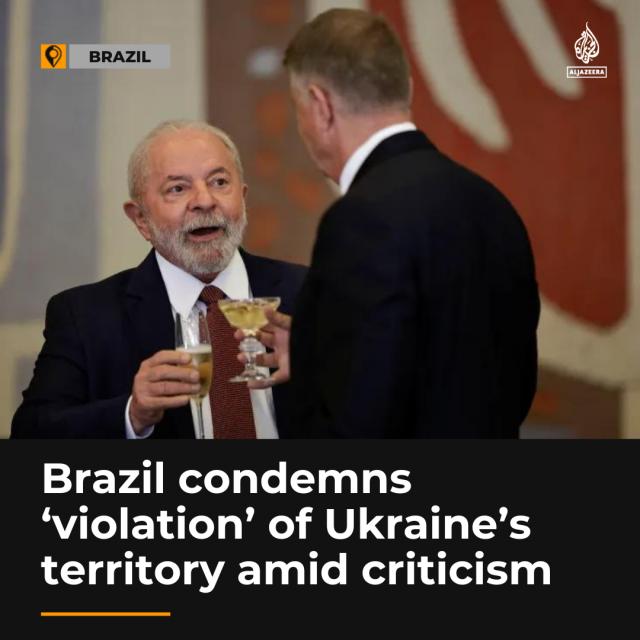 BRAZIL
ALJAZEERA
Brazil condemns
‘violation’ of Ukraine’s
territory amid criticism